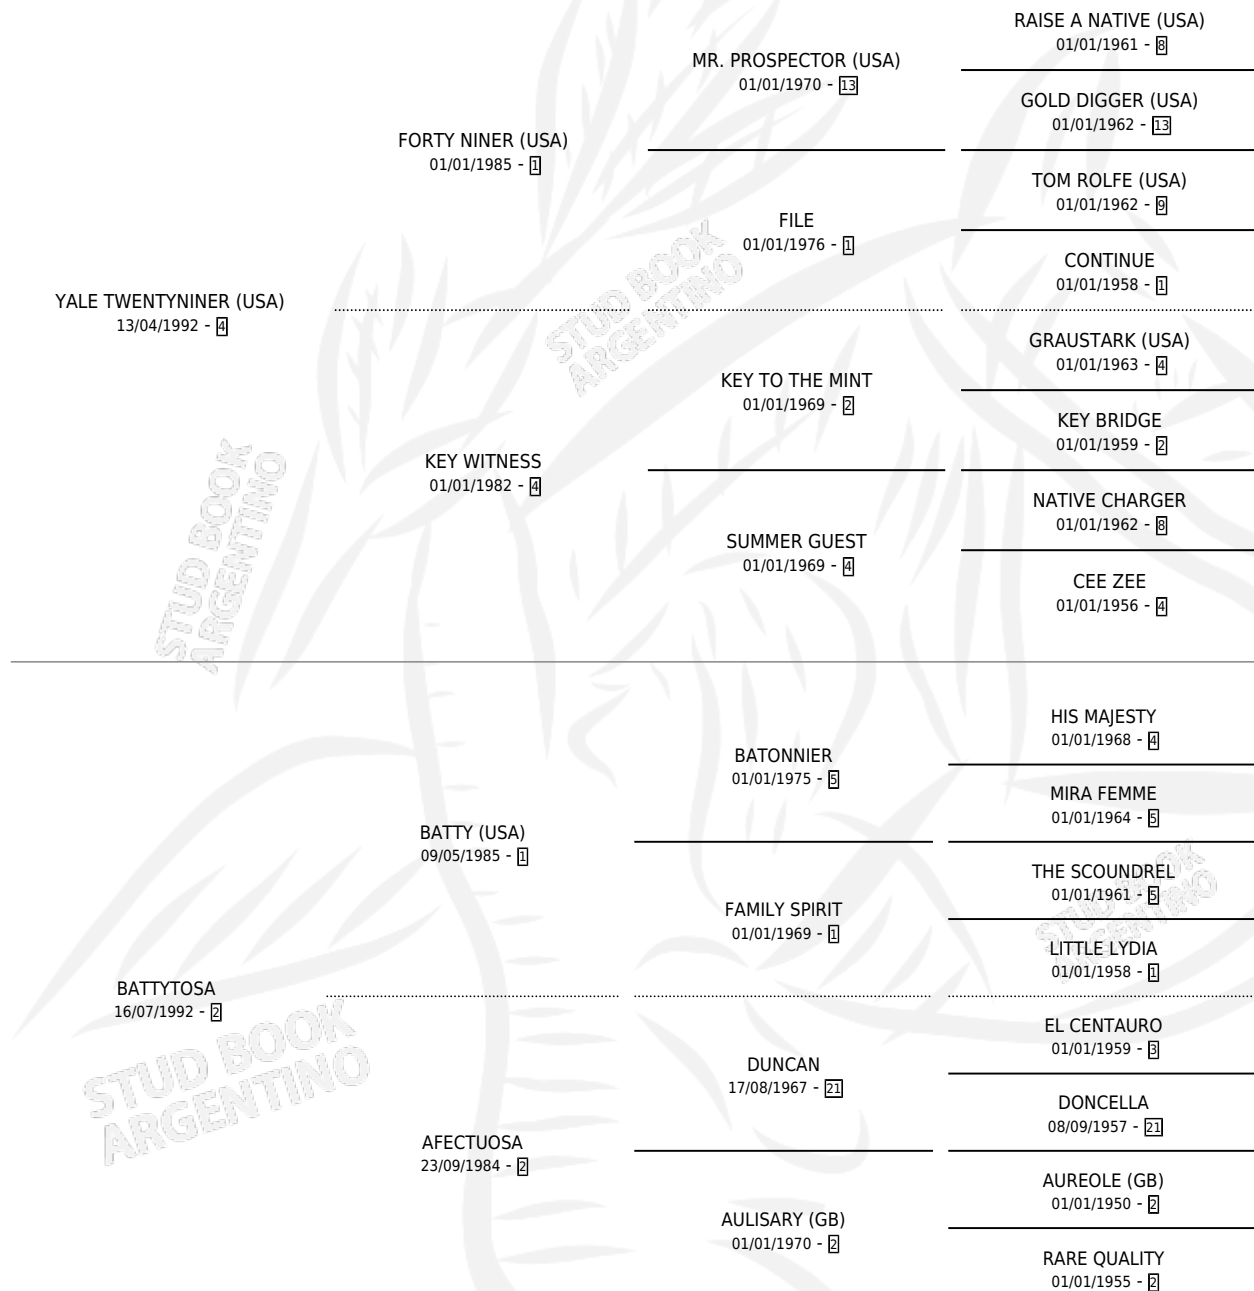 RAISE A NATIVE (USA)
01/01/1961 - 8
MR. PROSPECTOR (USA)
01/01/1970 - 13
GOLD DIGGER (USA)
01/01/1962 - 13
FORTY NINER (USA)
01/01/1985 - 1
TOM ROLFE (USA)
01/01/1962 - 9
FILE
01/01/1976 - 1
CONTINUE
01/01/1958 - 1
YALE TWENTYNINER (USA)
13/04/1992 - 4
GRAUSTARK (USA)
01/01/1963 - 4
KEY TO THE MINT
01/01/1969 - 2
KEY BRIDGE
01/01/1959 - 2
KEY WITNESS
01/01/1982 - 4
NATIVE CHARGER
01/01/1962 - 8
SUMMER GUEST
01/01/1969 - 4
CEE ZEE
01/01/1956 - 4
HIS MAJESTY
01/01/1968 - 4
BATONNIER
01/01/1975 - 5
MIRA FEMME
01/01/1964 - 5
BATTY (USA)
09/05/1985 - 1
THE SCOUNDREL
01/01/1961 - 5
FAMILY SPIRIT
01/01/1969 - 1
LITTLE LYDIA
01/01/1958 - 1
BATTYTOSA
16/07/1992 - 2
EL CENTAURO
01/01/1959 - 3
DUNCAN
17/08/1967 - 21
DONCELLA
08/09/1957 - 21
AFECTUOSA
23/09/1984 - 2
AUREOLE (GB)
01/01/1950 - 2
AULISARY (GB)
01/01/1970 - 2
RARE QUALITY
01/01/1955 - 2
STUD BOOK
ARGENTINO
STUD BOOK
ARGENTINO
STUD BOOK
ARGENTINO
STUD BOOK
ARGENTINO